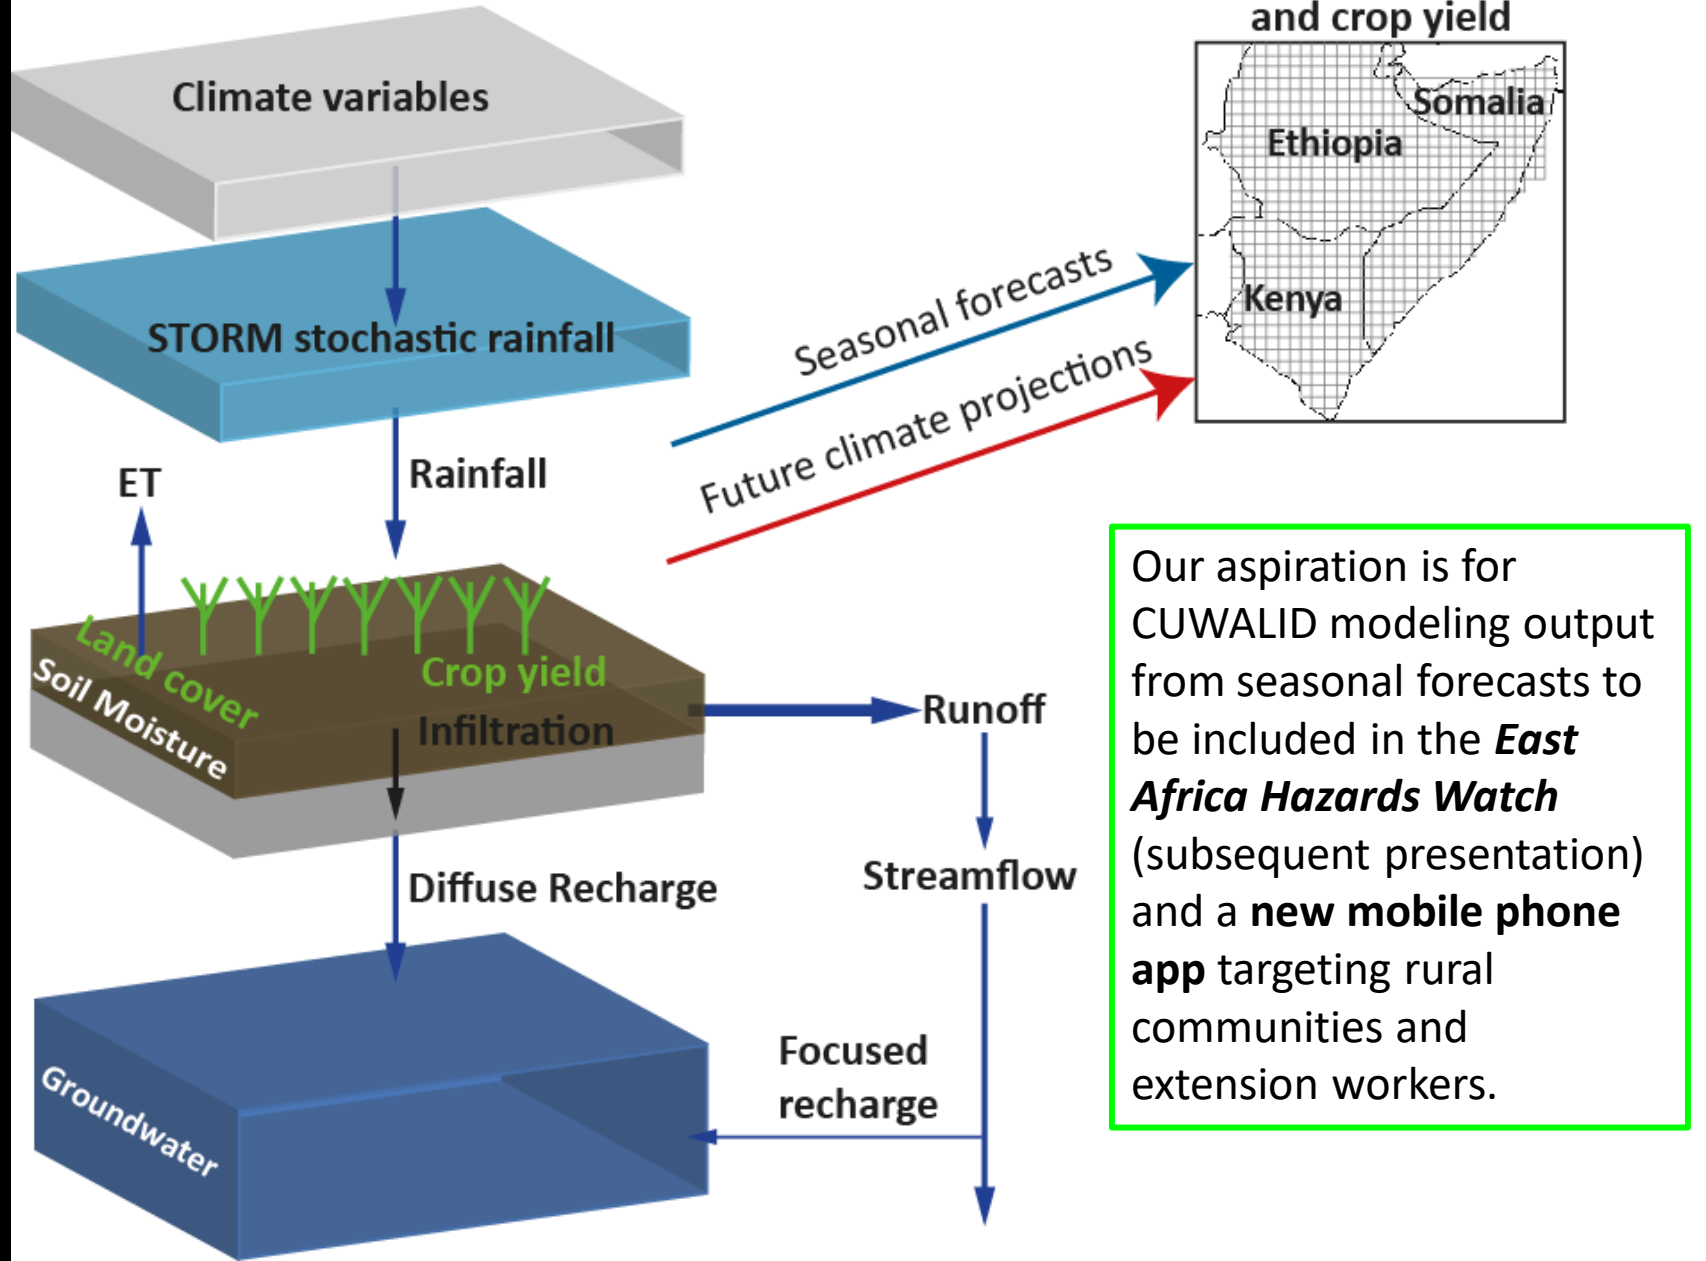 and crop yield
Somalia
Ethiopia
Kenya
Climate variables
STORM stochastic rainfall
Seasonal forecasts
Future climate projections
Rainfall
ET
Land cover
Soil Moisture
Crop yield
Infiltration
Runoff
Streamflow
Diffuse Recharge
Focused
recharge
Groundwater
Our aspiration is for
CUWALID modeling output
from seasonal forecasts to
be included in the East
Africa Hazards Watch
(subsequent presentation)
and a new mobile phone
app targeting rural
communities and
extension workers.